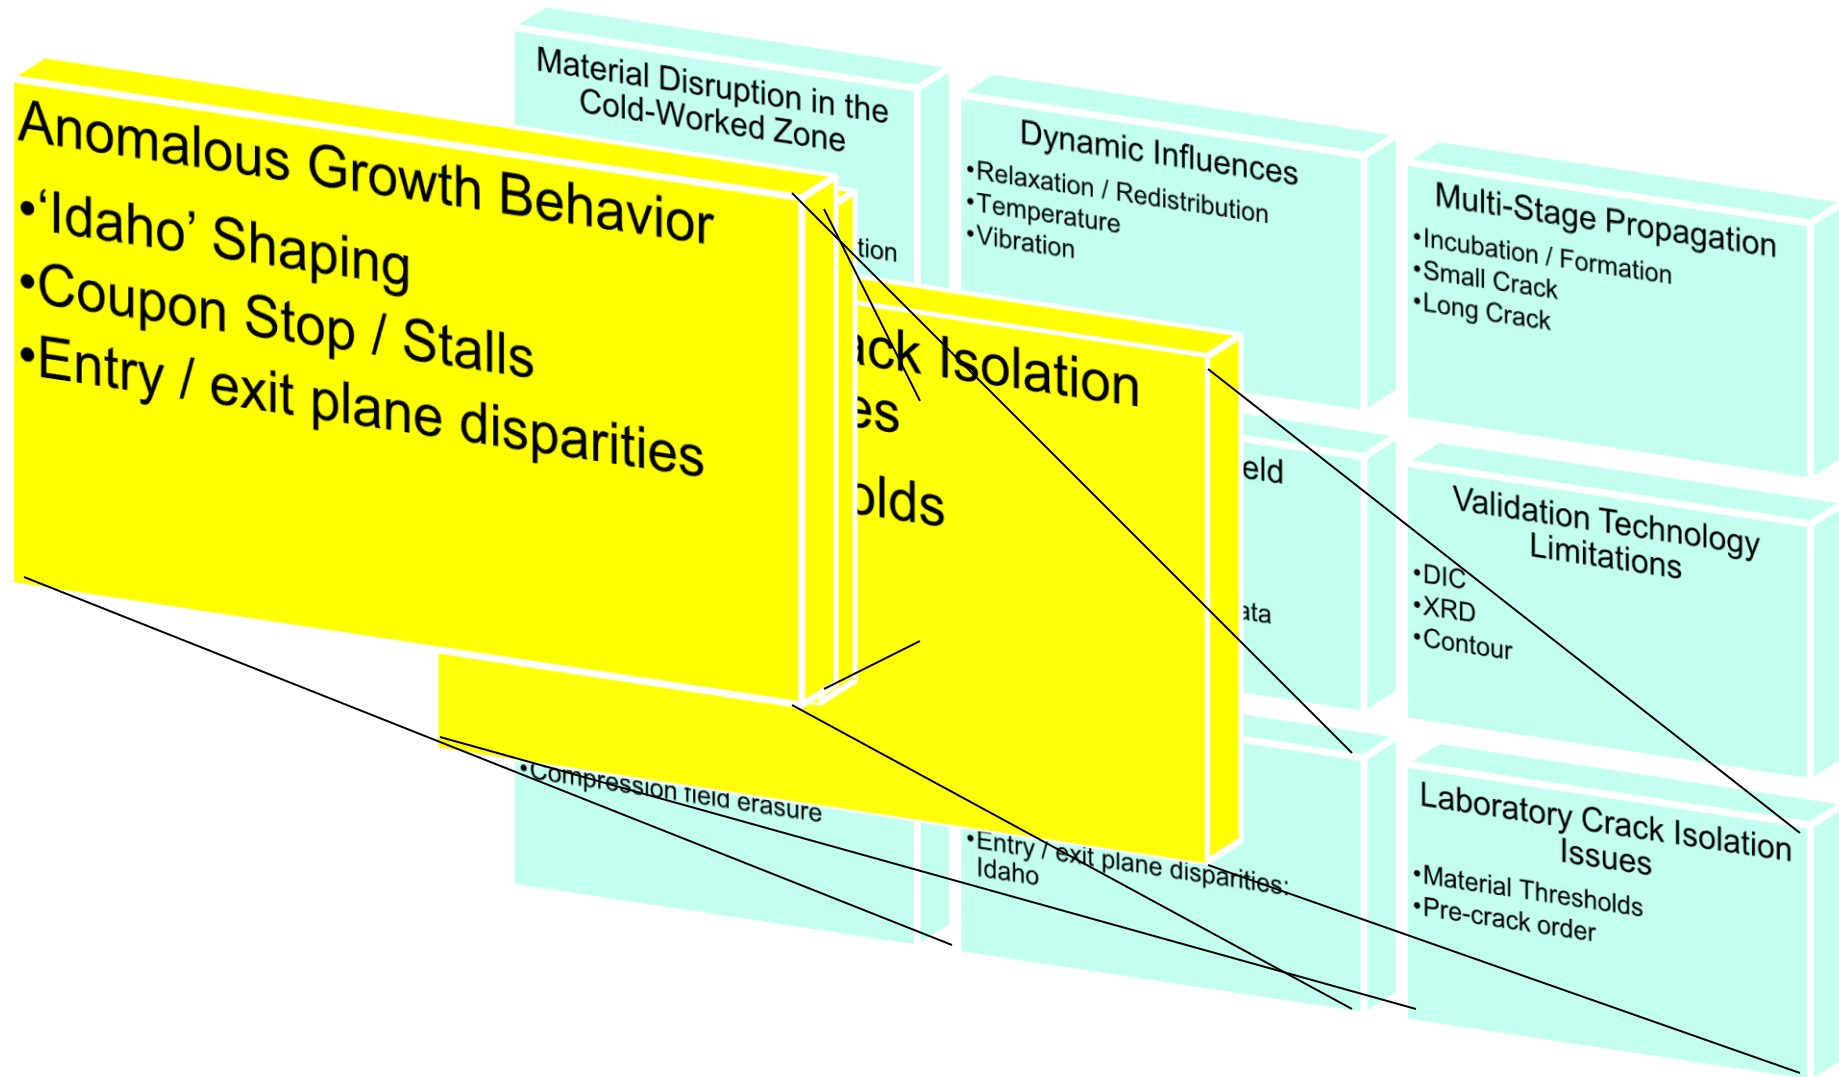 Material Disruption in the
Cold-Worked Zone
tion
Dynamic Influences
•Relaxation / Redistribution
•Temperature
•Vibration
Multi-Stage Propagation
•Incubation / Formation
•Small Crack
•Long Crack
Anomalous Growth Behavior
•‘Idaho’ Shaping
•Coupon Stop / Stalls
•Entry / exit plane disparities
ack Isolation
es
olds
eld
ata
Validation Technology
Limitations
•DIC
•XRD
•Contour
•Compression field erasure
•Entry / exit plane disparities:
Idaho
Laboratory Crack Isolation
Issues
•Material Thresholds
•Pre-crack order